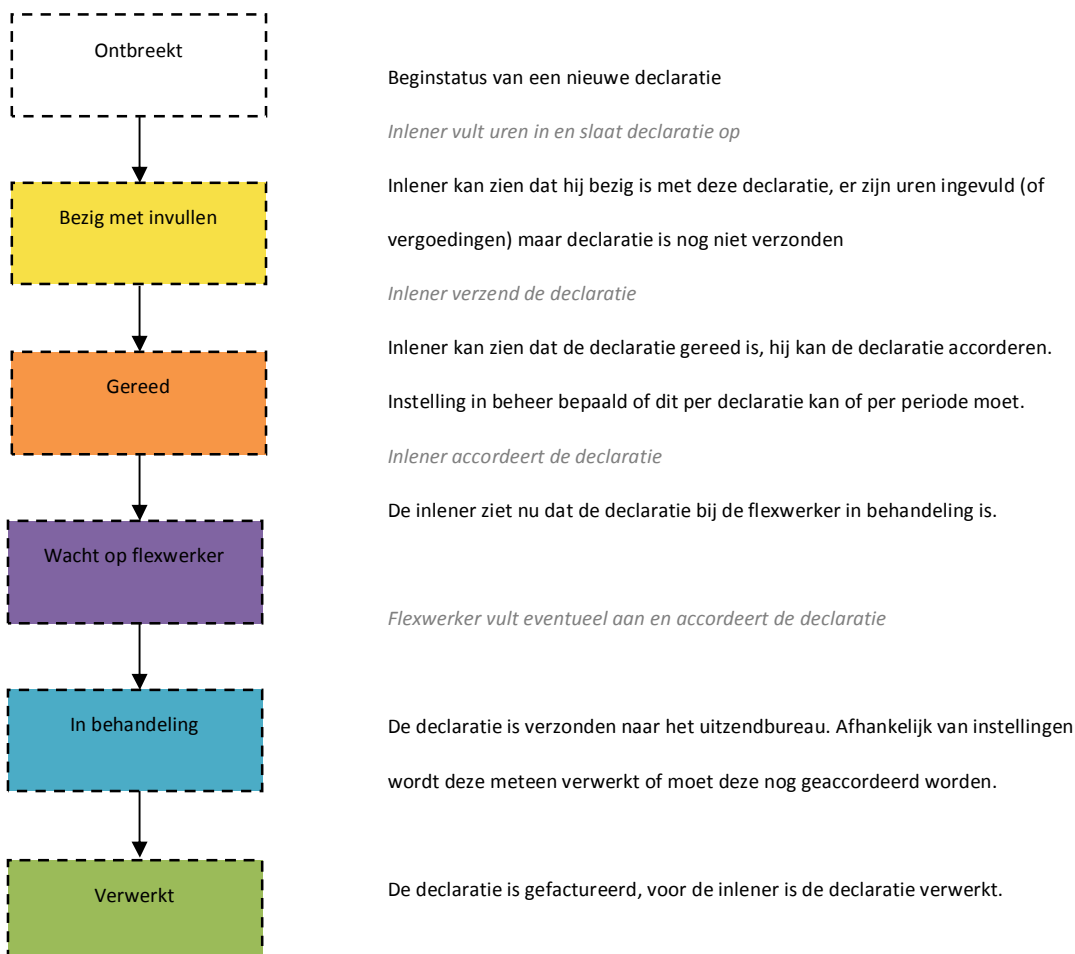 Ontbreekt
Beginstatus van een nieuwe declaratie
Inlener vult uren in en slaat declaratie op
Bezig met invullen
Inlener kan zien dat hij bezig is met deze declaratie, er zijn uren ingevuld (of
vergoedingen) maar declaratie is nog niet verzonden
Inlener verzend de declaratie
Gereed
Inlener kan zien dat de declaratie gereed is, hij kan de declaratie accorderen.
Instelling in beheer bepaald of dit per declaratie kan of per periode moet.
Inlener accordeert de declaratie
De inlener ziet nu dat de declaratie bij de flexwerker in behandeling is.
Wacht op flexwerker
Flexwerker vult eventueel aan en accordeert de declaratie
In behandeling
De declaratie is verzonden naar het uitzendbureau. Afhankelijk van instellingen
wordt deze meteen verwerkt of moet deze nog geaccordeerd worden.
Verwerkt
De declaratie is gefactureerd, voor de inlener is de declaratie verwerkt.